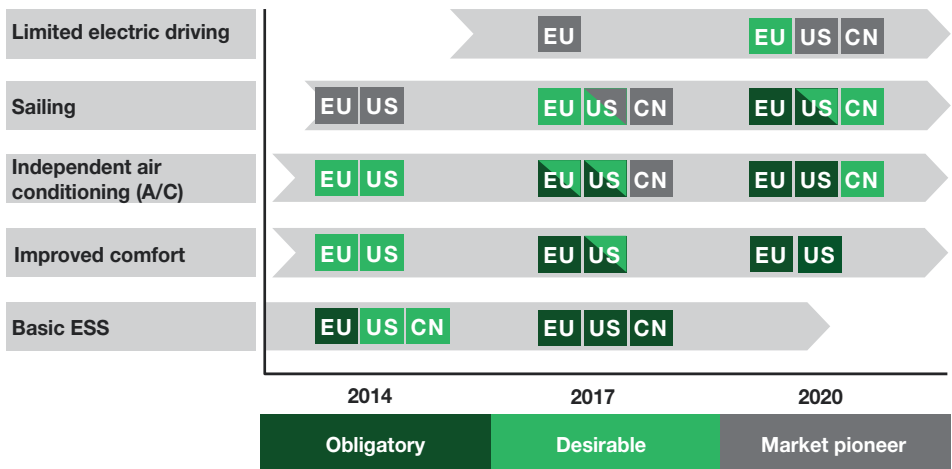 Limited electric driving
EU
EU US CN
Sailing
EU US
EU US CN
EU US CN
Independent air
conditioning (A/C)
EU US
EU US CN
EU US CN
Improved comfort
EU US
EU US
EU US
Basic ESS
EU US CN
EU US CN
2014
2017
2020
Obligatory
Desirable
Market pioneer